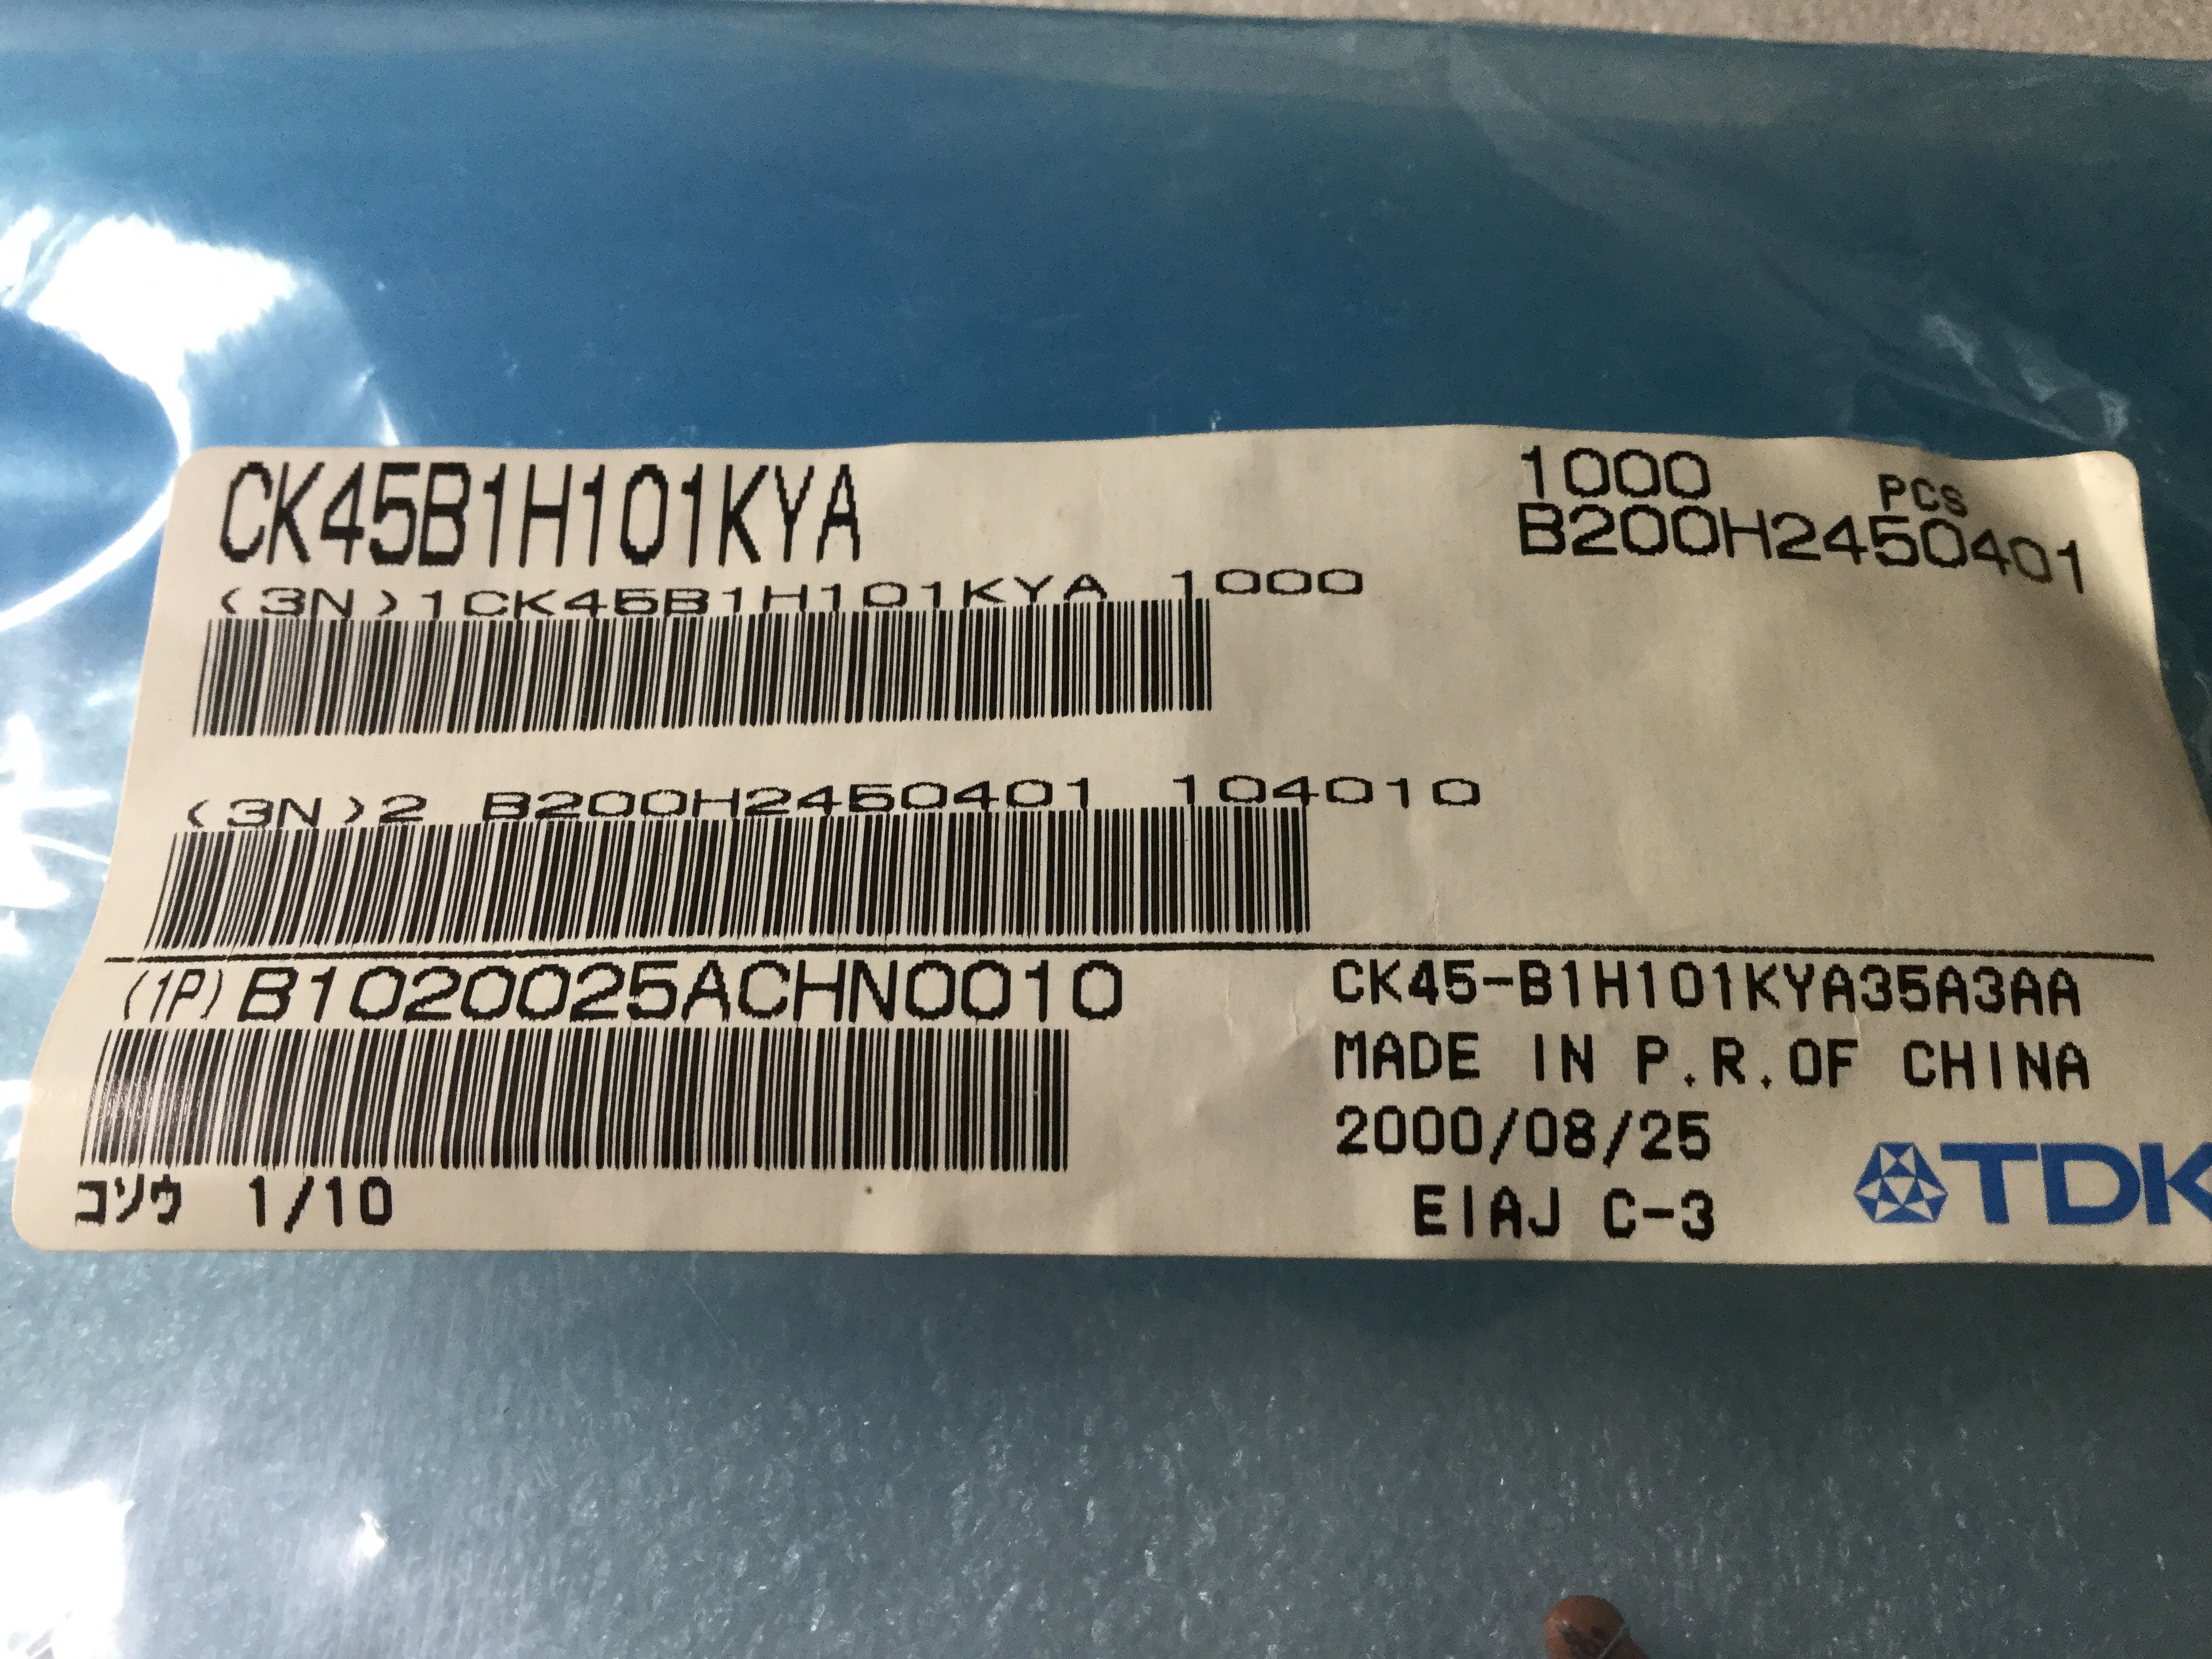 CK45B1H101KYA
1000 PCS
B200H2450401
(3N)1CK45B1H101KYA 1000
(3N)2 B200H2450401 104010
(1P)B1020025ACHN0010
CK45-B1H101KYA35A3AA
MADE IN P.R.OF CHINA
2000/08/25
コソウ 1/10
EIAJ C-3
TDK